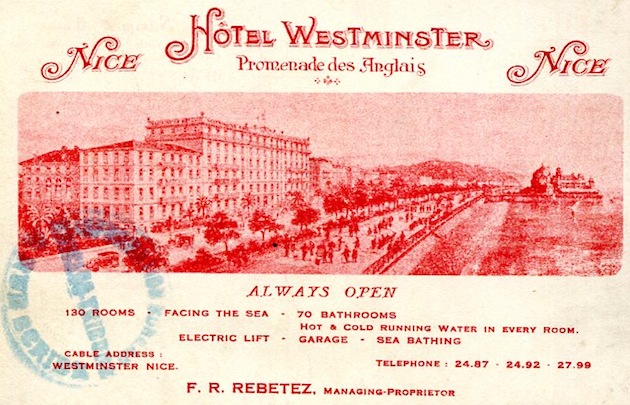 HÔTEL WESTMINSTER
NICE Promenade des Anglais NICE
ALWAYS OPEN
130 ROOMS - FACING THE SEA - 70 BATHROOMS
HOT & COLD RUNNING WATER IN EVERY ROOM.
ELECTRIC LIFT - GARAGE - SEA BATHING
CABLE ADDRESS :
WESTMINSTER NICE.
TELEPHONE : 24.87 - 24.92 - 27.99
F. R. REBETEZ, MANAGING-PROPRIETOR